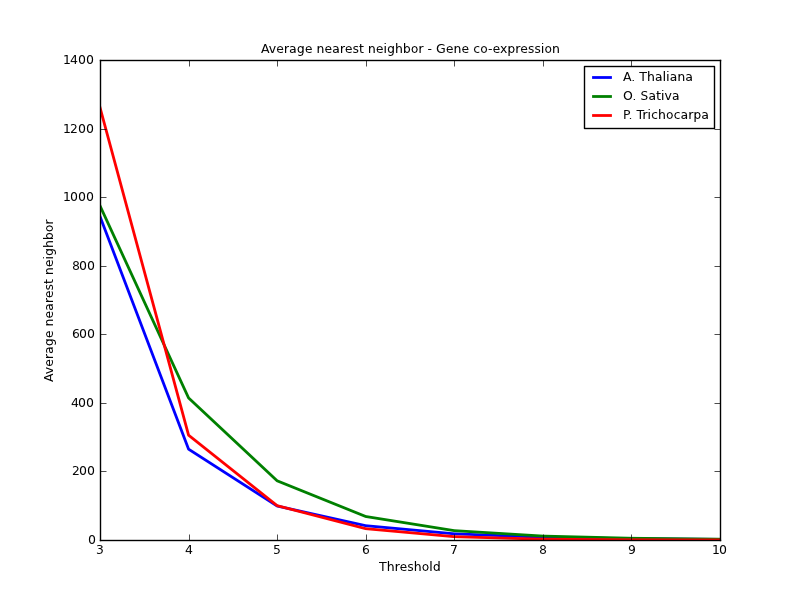 Average nearest neighbor - Gene co-expression
1400
1200
1000
800
600
400
200
0
Average nearest neighbor
A. Thaliana
O. Sativa
P. Trichocarpa
3 4 5 6 7 8 9 10
Threshold